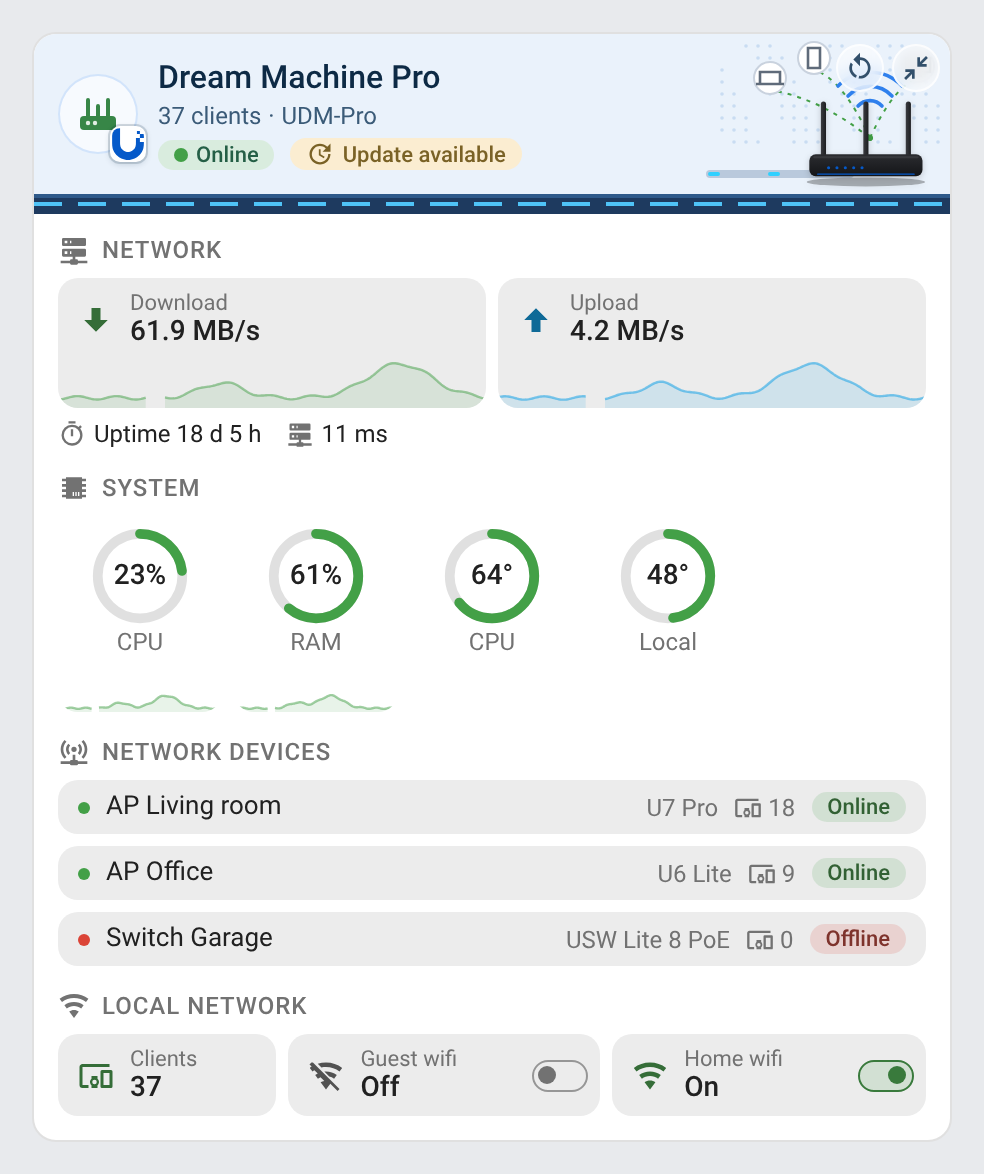 Dream Machine Pro
37 clients · UDM-Pro
Online
Update available
NETWORK
Download
61.9 MB/s
Upload
4.2 MB/s
Uptime 18 d 5 h
11 ms
SYSTEM
23%
CPU
61%
RAM
64°
CPU
48°
Local
NETWORK DEVICES
AP Living room U7 Pro 18 Online
AP Office U6 Lite 9 Online
Switch Garage USW Lite 8 PoE 0 Offline
LOCAL NETWORK
Clients
37
Guest wifi
Off
Home wifi
On